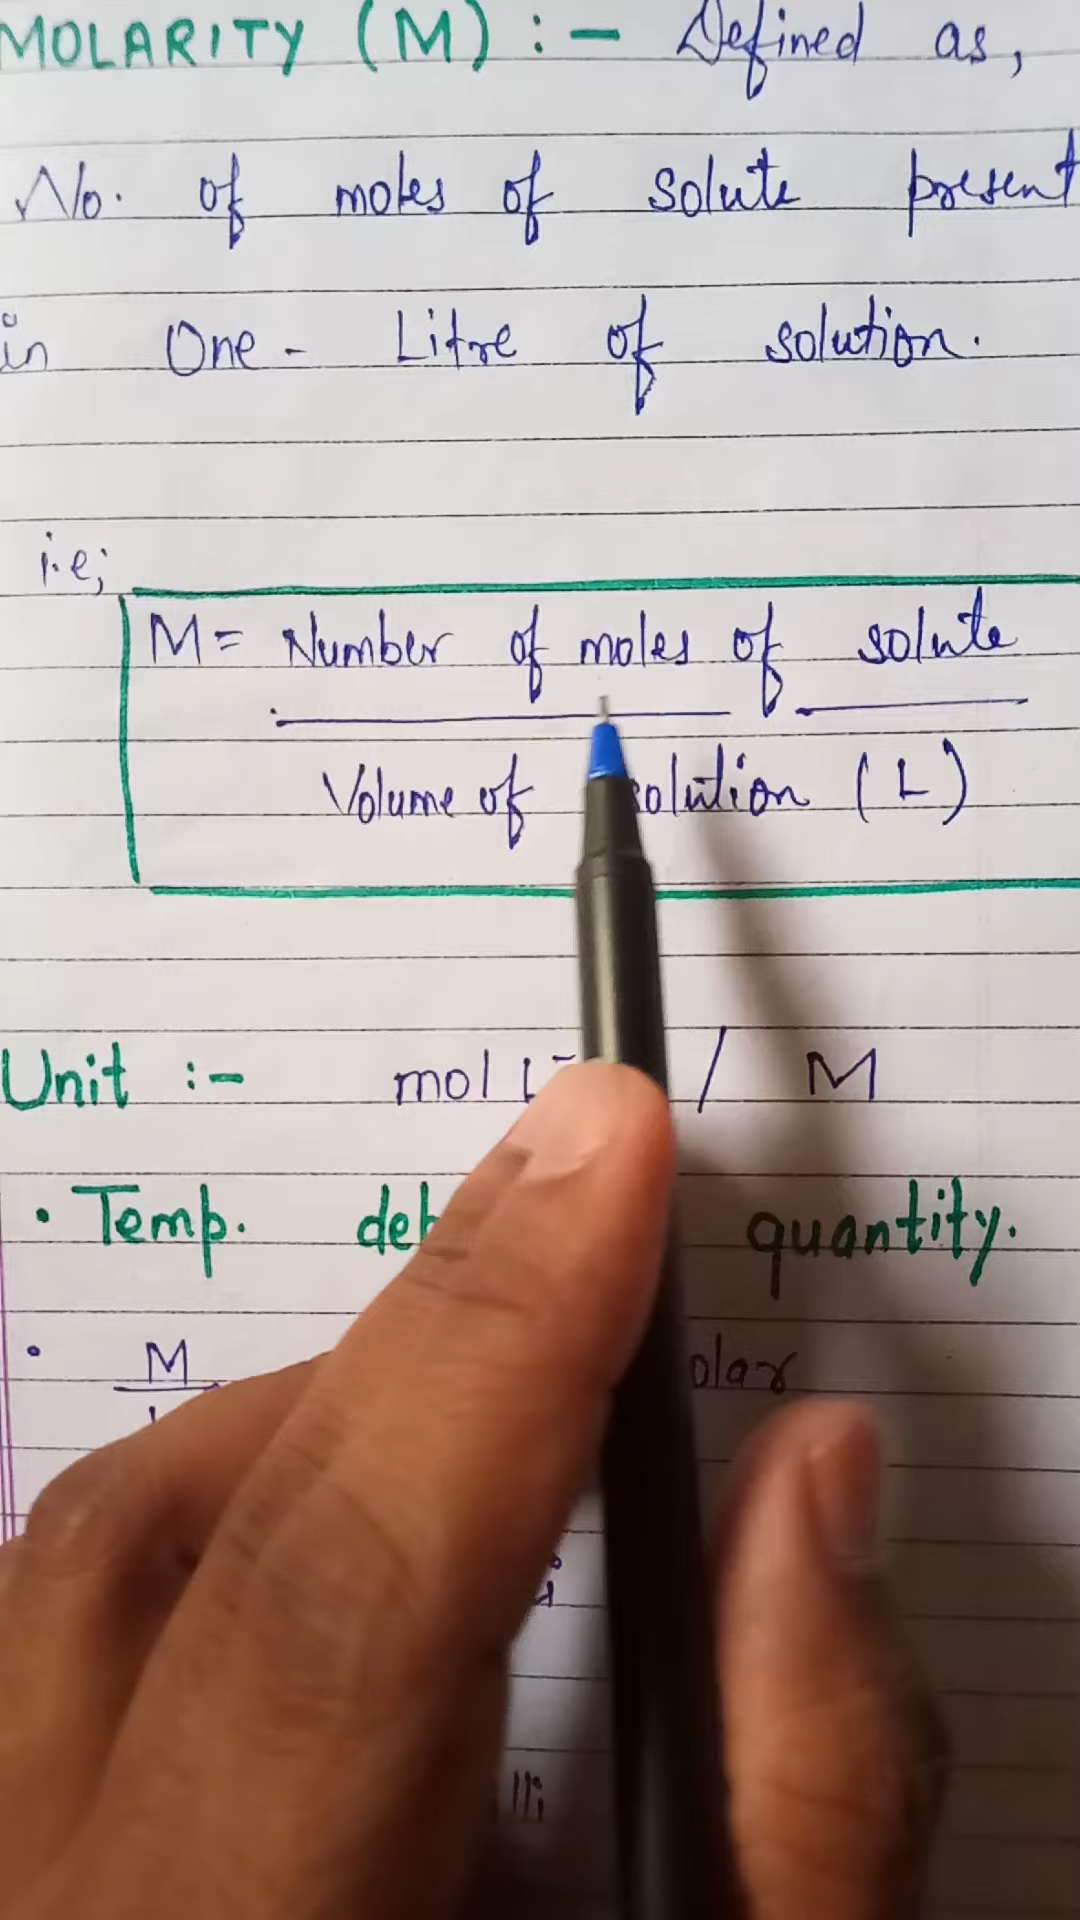 MOLARITY (M) :- Defined as,
No. of moles of solute present
in One- Litre of solution.
i.e;
M = Number of moles of solute
Volume of solution (L)
Unit :- mol L⁻ / M
• Temp. quantity.
• M